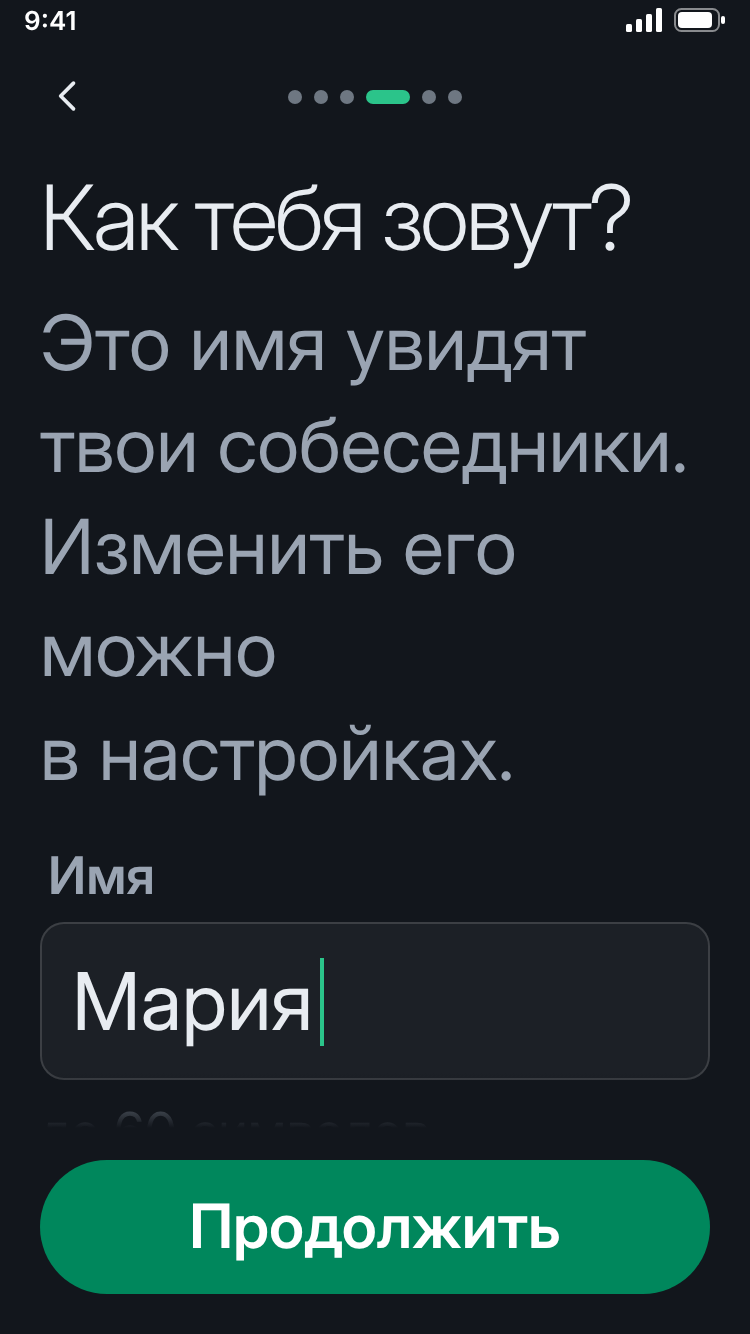 9:41
Как тебя зовут?
Это имя увидят
твои собеседники.
Изменить его
можно
в настройках.
Имя
Мария
Продолжить